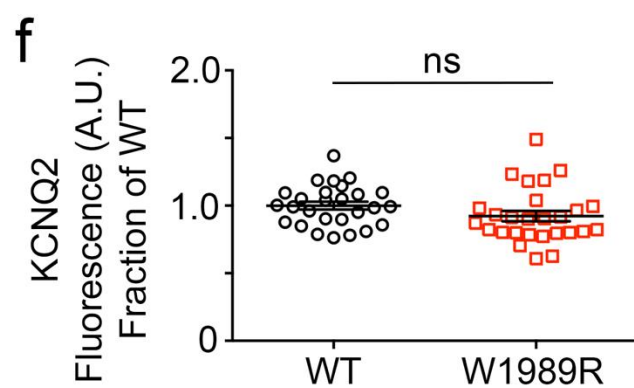 f
KCNQ2
Fluorescence (A.U.)
Fraction of WT
2.0
1.0
0
ns
WT
W1989R